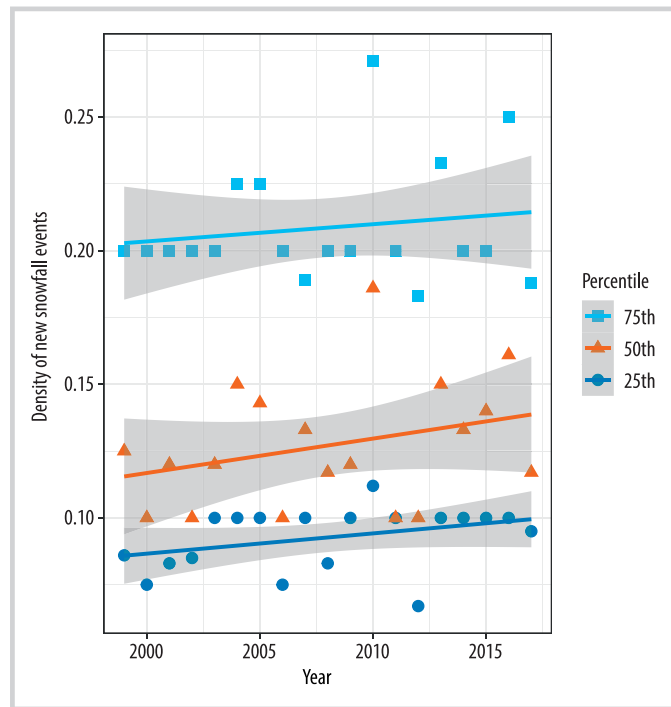 Density of new snowfall events
0.25
0.20
0.15
0.10
2000 2005 2010 2015
Year
Percentile
75th
50th
25th